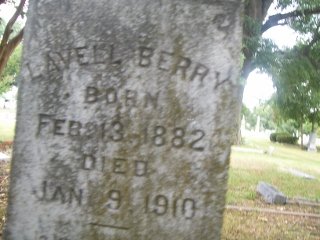 LAVELL BERRY
BORN
FEB. 13 1882
DIED
JAN. 9, 1910